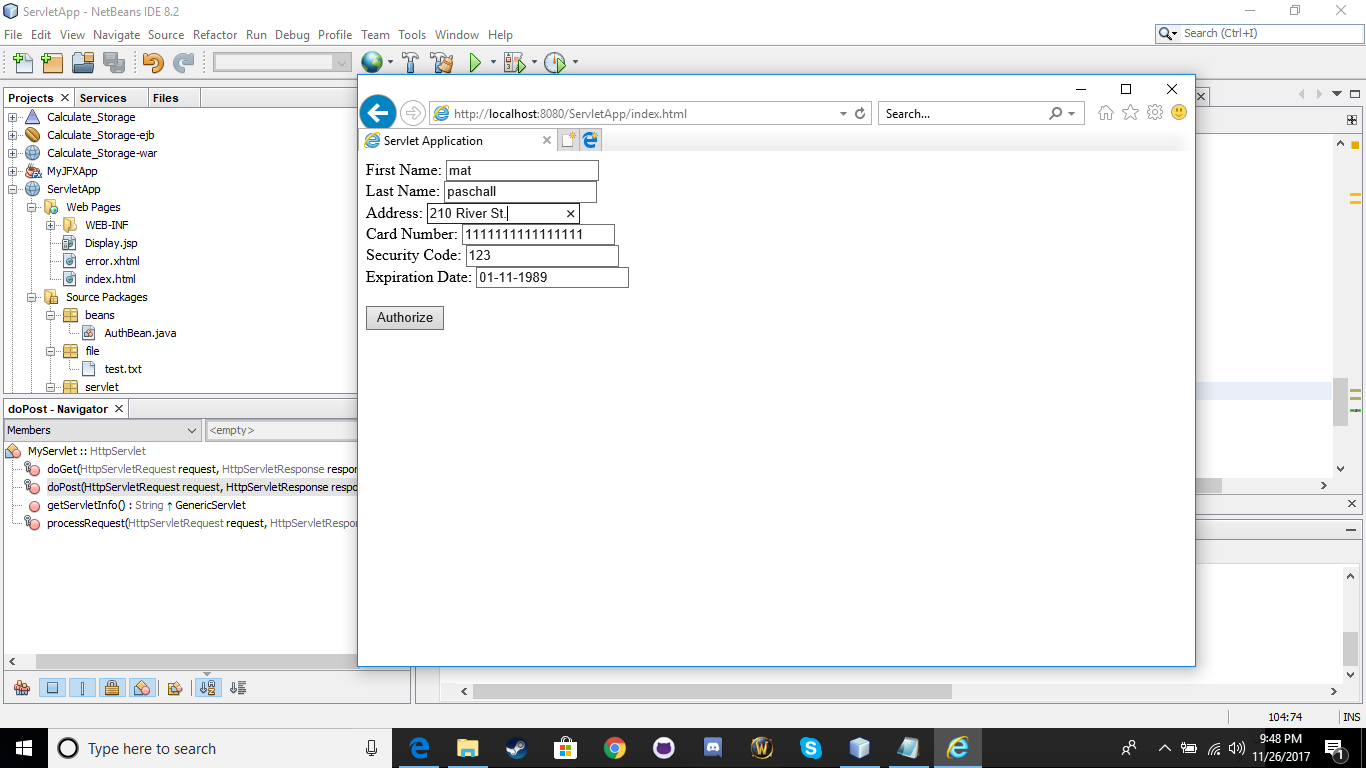 ServletApp - NetBeans IDE 8.2
File Edit View Navigate Source Refactor Run Debug Profile Team Tools Window Help
Search (Ctrl+I)
Projects Services Files
Calculate_Storage
Calculate_Storage-ejb
Calculate_Storage-war
MyJFXApp
ServletApp
Web Pages
WEB-INF
Display.jsp
error.xhtml
index.html
Source Packages
beans
AuthBean.java
file
test.txt
servlet
doPost - Navigator
Members <empty>
MyServlet :: HttpServlet
doGet(HttpServletRequest request, HttpServletResponse respor
doPost(HttpServletRequest request, HttpServletResponse respo
getServletInfo() : String ↑ GenericServlet
processRequest(HttpServletRequest request, HttpServletRespor
http://localhost:8080/ServletApp/index.html
Search...
Servlet Application
First Name: mat
Last Name: paschall
Address: 210 River St.
Card Number: 1111111111111111
Security Code: 123
Expiration Date: 01-11-1989
Authorize
104:74 INS
Type here to search
9:48 PM
11/26/2017
1